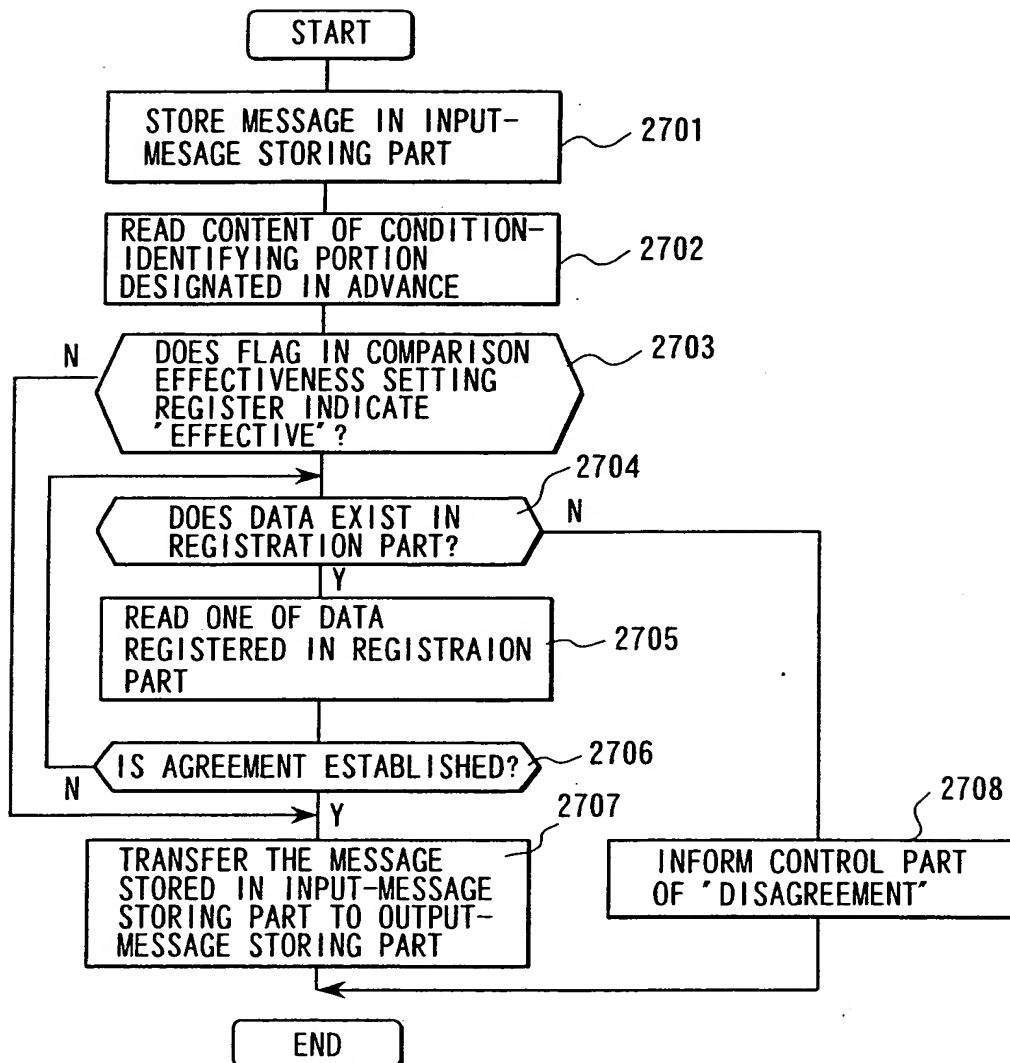 START
STORE MESSAGE IN INPUT-
MESAGE STORING PART
2701
READ CONTENT OF CONDITION-
IDENTIFYING PORTION
DESIGNATED IN ADVANCE
2702
N
DOES FLAG IN COMPARISON
EFFECTIVENESS SETTING
REGISTER INDICATE
"EFFECTIVE"?
2703
2704
DOES DATA EXIST IN
REGISTRATION PART?
N
Y
READ ONE OF DATA
REGISTERED IN REGISTRAION
PART
2705
IS AGREEMENT ESTABLISHED?
2706
N
Y
2707
2708
TRANSFER THE MESSAGE
STORED IN INPUT-MESSAGE
STORING PART TO OUTPUT-
MESSAGE STORING PART
INFORM CONTROL PART
OF "DISAGREEMENT"
END